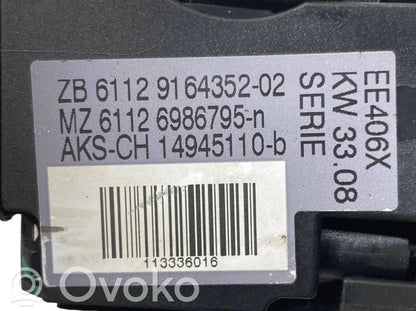 ZB 6112 9164352-02
MZ 6112 6986795-n
AKS-CH 14945110-b
113336016
EE406X
KW 33.08
SERIE
OVOKO